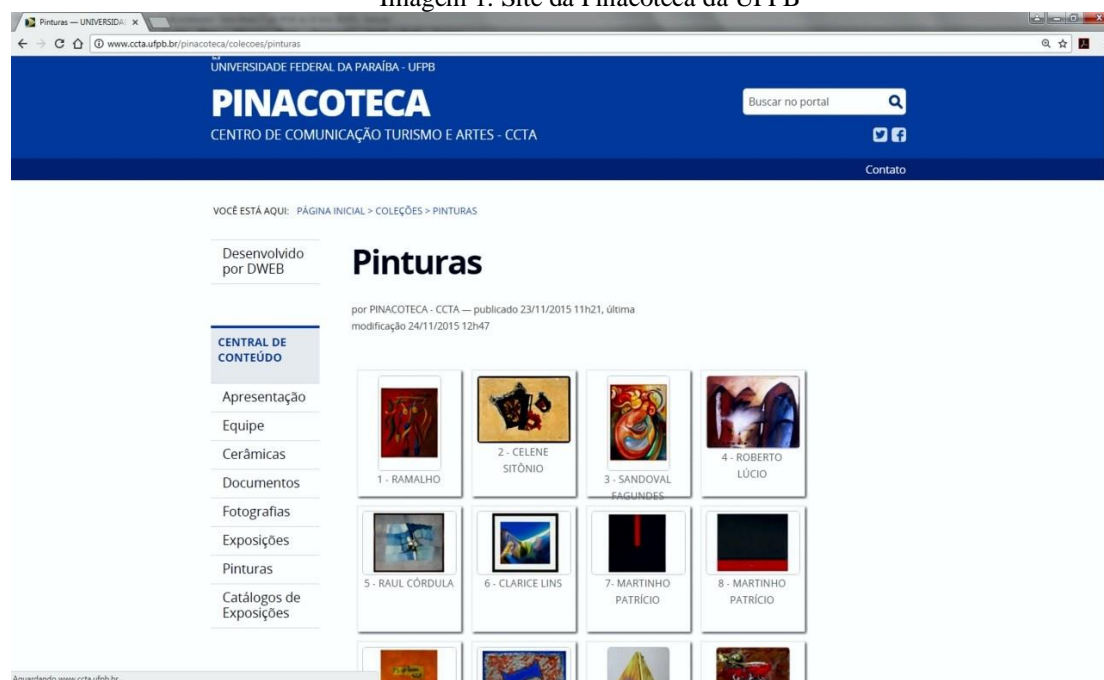 Imagem 1: Site da Pinacoteca da UFPB
Pinturas — UNIVERSIDA
www.ccta.ufpb.br/pinacoteca/colecoes/pinturas
UNIVERSIDADE FEDERAL DA PARAÍBA - UFPB
PINACOTECA
Buscar no portal
CENTRO DE COMUNICAÇÃO TURISMO E ARTES - CCTA
Contato
VOCÊ ESTÁ AQUI: PÁGINA INICIAL > COLEÇÕES > PINTURAS
Desenvolvido
por DWEB
CENTRAL DE
CONTEÚDO
Apresentação
Equipe
Cerâmicas
Documentos
Fotografias
Exposições
Pinturas
Catálogos de
Exposições
Pinturas
por PINACOTECA - CCTA — publicado 23/11/2015 11h21, última
modificação 24/11/2015 12h47
1 - RAMALHO
2 - CELENE
SITÔNIO
3 - SANDOVAL
FAGUNDES
4 - ROBERTO
LÚCIO
5 - RAUL CÓRDULA
6 - CLARICE LINS
7- MARTINHO
PATRÍCIO
8 - MARTINHO
PATRÍCIO
Aguardando www.ccta.ufpb.br